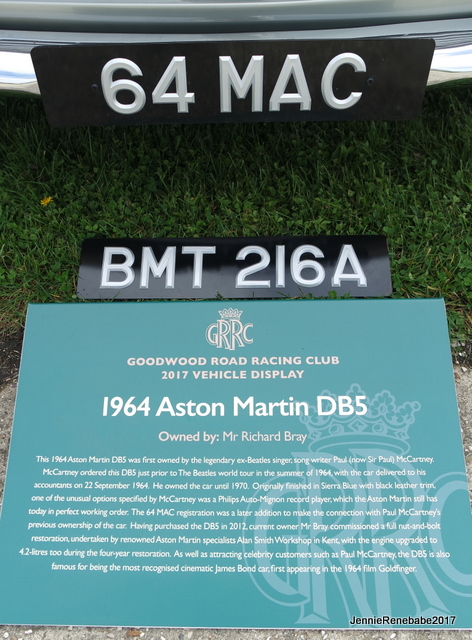 64 MAC
BMT 216A
GRRC
GOODWOOD ROAD RACING CLUB
2017 VEHICLE DISPLAY
1964 Aston Martin DB5
Owned by: Mr Richard Bray
This 1964 Aston Martin DB5 was first owned by the legendary ex-Beatles singer, song writer Paul (now Sir Paul) McCartney.
McCartney ordered this DB5 just prior to The Beatles world tour in the summer of 1964, with the car delivered to his
accountants on 22 September 1964. He owned the car until 1970. Originally finished in Sierra Blue with black leather trim,
one of the unusual options specified by McCartney was a Philips Auto-Mignon record player, which the Aston Martin still has
today in perfect working order. The 64 MAC registration was a later addition to make the connection with Paul McCartney's
previous ownership of the car. Having purchased the DB5 in 2012, current owner Mr Bray commissioned a full nut-and-bolt
restoration, undertaken by renowned Aston Martin specialists Alan Smith Workshop in Kent, with the engine upgraded to
4.2-litres too during the four-year restoration. As well as attracting celebrity customers such as Paul McCartney, the DB5 is also
famous for being the most recognised cinematic James Bond car, first appearing in the 1964 film Goldfinger.
JennieRenebabe2017